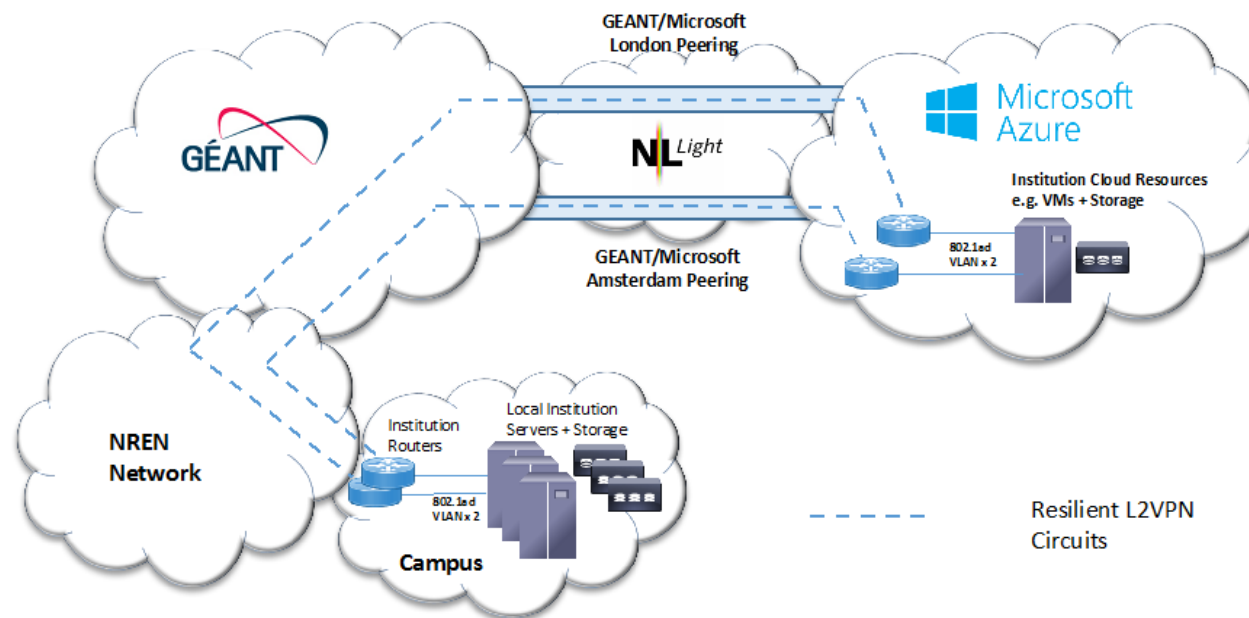 GEANT/Microsoft
London Peering
GÉANT
NL Light
Microsoft
Azure
Institution Cloud Resources
e.g. VMs + Storage
802.1ad
VLAN x 2
GEANT/Microsoft
Amsterdam Peering
NREN
Network
Institution
Routers
Local Institution
Servers + Storage
802.1ad
VLAN x 2
Campus
Resilient L2VPN
Circuits